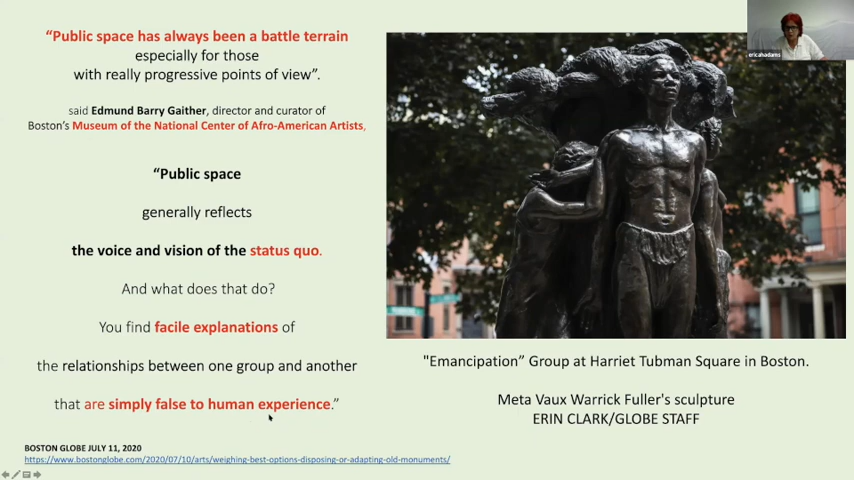 “Public space has always been a battle terrain
especially for those
with really progressive points of view”.
said Edmund Barry Gaither, director and curator of
Boston’s Museum of the National Center of Afro-American Artists,
“Public space
generally reflects
the voice and vision of the status quo.
And what does that do?
You find facile explanations of
the relationships between one group and another
that are simply false to human experience.”
BOSTON GLOBE JULY 11, 2020
https://www.bostonglobe.com/2020/07/10/arts/weighing-best-options-disposing-or-adapting-old-monuments/
"Emancipation” Group at Harriet Tubman Square in Boston.
Meta Vaux Warrick Fuller's sculpture
ERIN CLARK/GLOBE STAFF